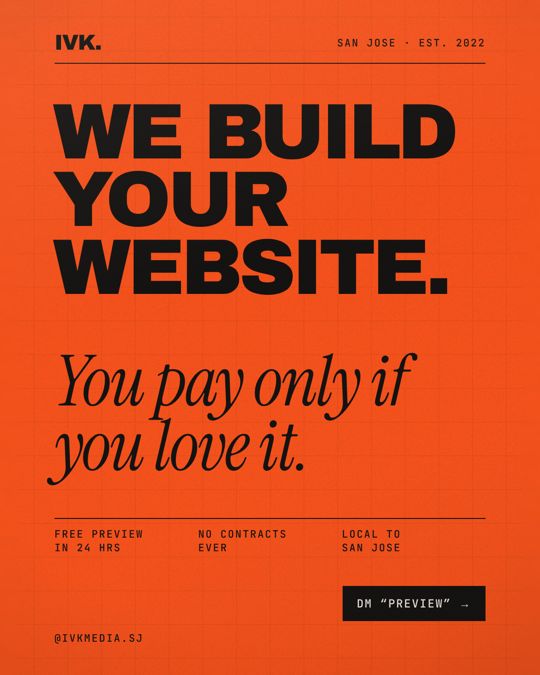 IVK.
SAN JOSE · EST. 2022
WE BUILD
YOUR
WEBSITE.
You pay only if
you love it.
FREE PREVIEW
IN 24 HRS
NO CONTRACTS
EVER
LOCAL TO
SAN JOSE
DM “PREVIEW” →
@IVKMEDIA.SJ